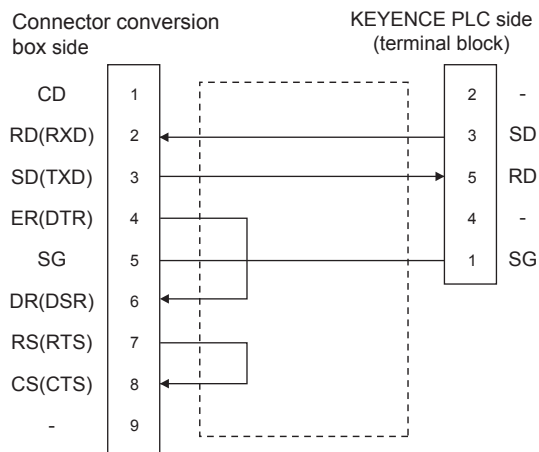 Connector conversion
box side
KEYENCE PLC side
(terminal block)
CD 1 2 -
RD(RXD) 2 3 SD
SD(TXD) 3 5 RD
ER(DTR) 4 4 -
SG 5 1 SG
DR(DSR) 6
RS(RTS) 7
CS(CTS) 8
- 9